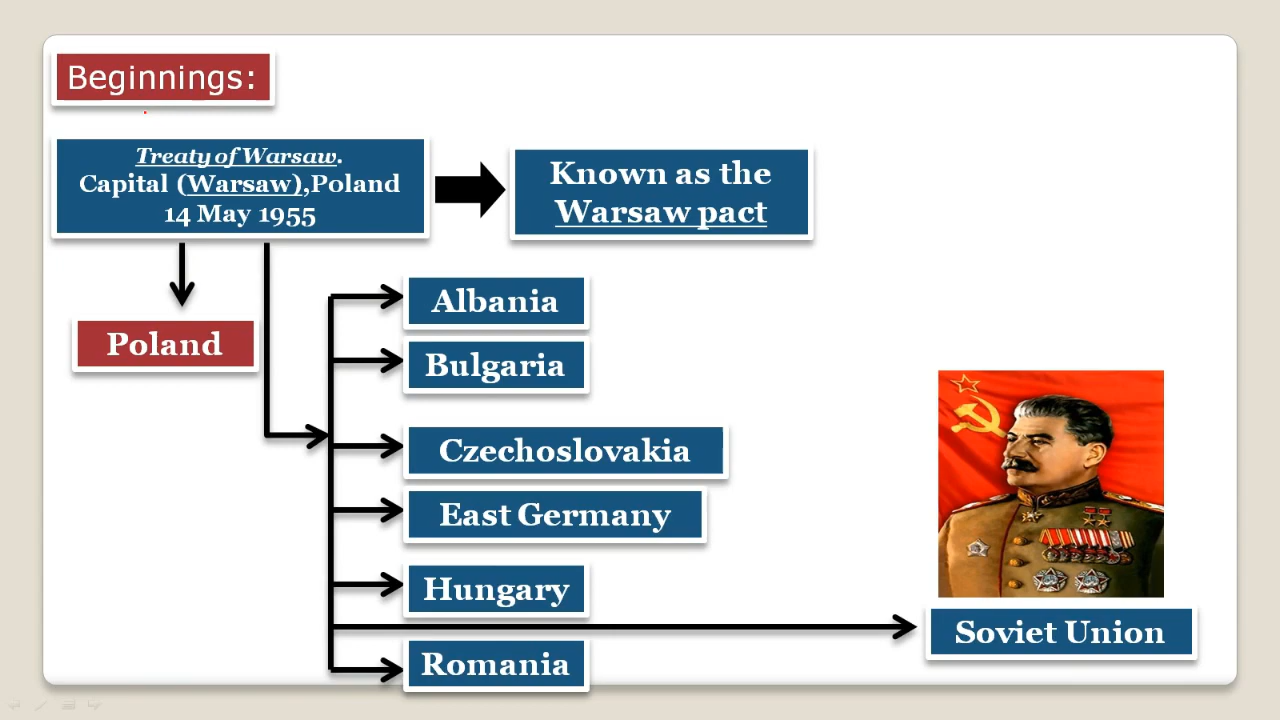 Beginnings:
Treaty of Warsaw.
Capital (Warsaw),Poland
14 May 1955
Known as the
Warsaw pact
Poland
Albania
Bulgaria
Czechoslovakia
East Germany
Hungary
Romania
Soviet Union